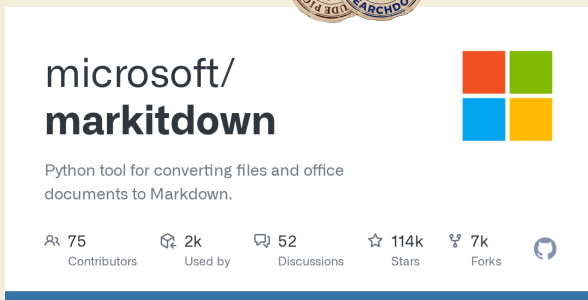 microsoft/
markitdown
Python tool for converting files and office
documents to Markdown.
75
Contributors
2k
Used by
52
Discussions
114k
Stars
7k
Forks